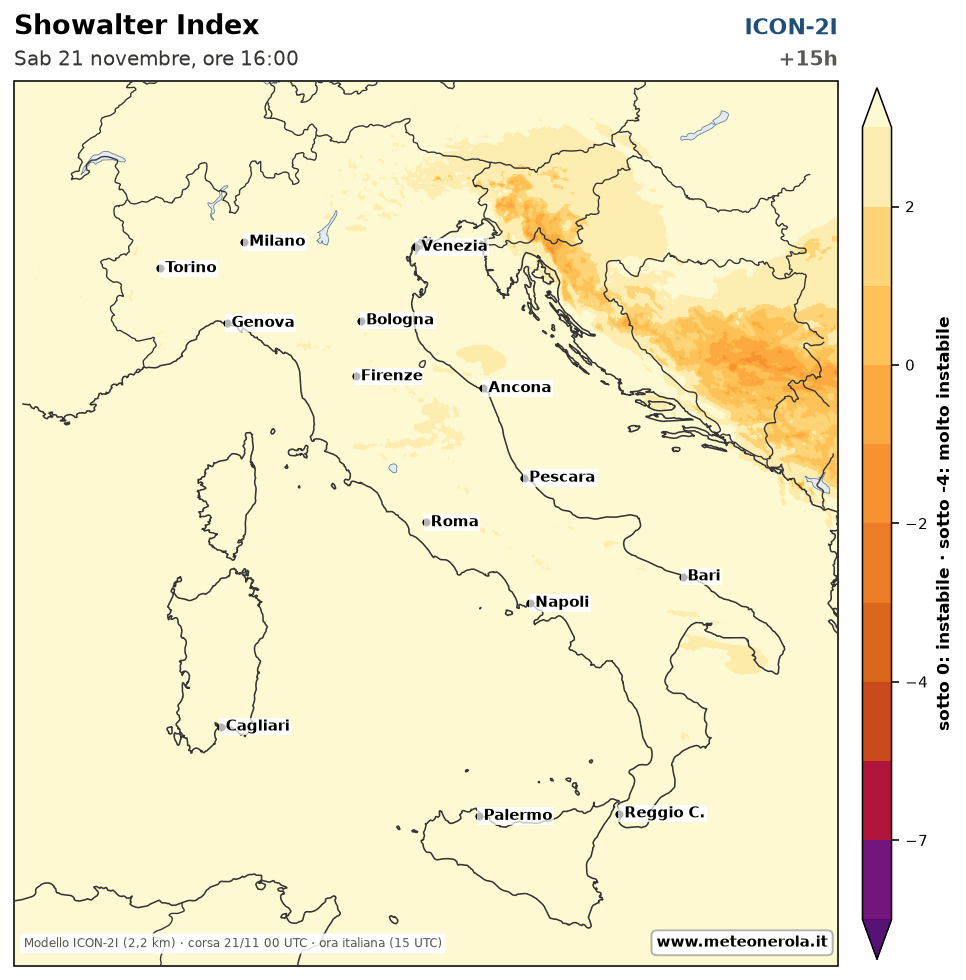 Showalter Index
ICON-2I
Sab 21 novembre, ore 16:00
+15h
Milano
Venezia
Torino
Bologna
Genova
Firenze
Ancona
Pescara
Roma
Bari
Napoli
Cagliari
Palermo
Reggio C.
2
0
−2
−4
−7
sotto 0: instabile · sotto -4: molto instabile
Modello ICON-2I (2,2 km) · corsa 21/11 00 UTC · ora italiana (15 UTC)
www.meteonerola.it